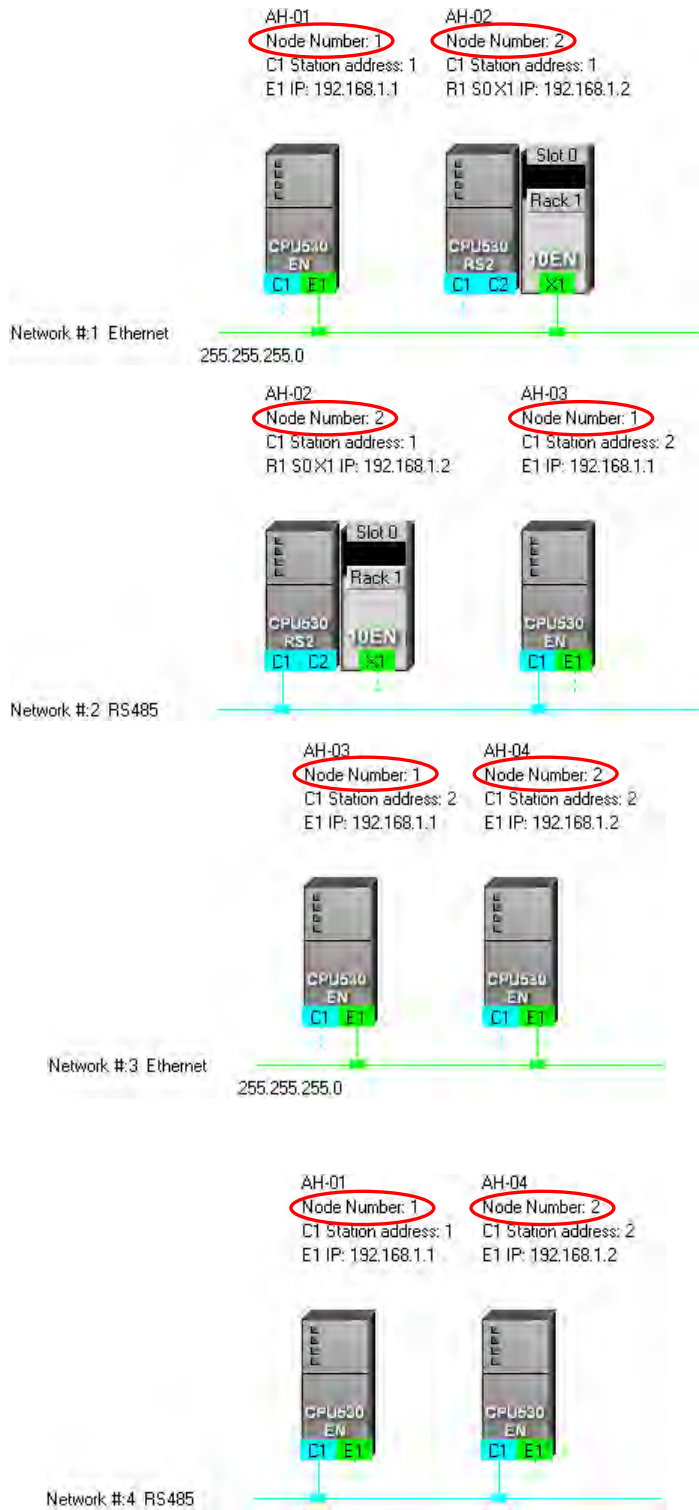 AH-01 AH-02
Node Number: 1 Node Number: 2
C1 Station address: 1 C1 Station address: 1
E1 IP: 192.168.1.1 R1 S0 X1 IP: 192.168.1.2
Slot 0
Rack 1
CPU530 CPU530 10EN
EN RS2
C1 E1 C1 C2 X1
Network #:1 Ethernet
255.255.255.0
AH-02 AH-03
Node Number: 2 Node Number: 1
C1 Station address: 1 C1 Station address: 2
R1 S0 X1 IP: 192.168.1.2 E1 IP: 192.168.1.1
Slot 0
Rack 1
CPU530 10EN CPU530
RS2 EN
C1 C2 X1 C1 E1
Network #:2 RS485
AH-03 AH-04
Node Number: 1 Node Number: 2
C1 Station address: 2 C1 Station address: 2
E1 IP: 192.168.1.1 E1 IP: 192.168.1.2
CPU530 CPU530
EN EN
C1 E1 C1 E1
Network #:3 Ethernet
255.255.255.0
AH-01 AH-04
Node Number: 1 Node Number: 2
C1 Station address: 1 C1 Station address: 2
E1 IP: 192.168.1.1 E1 IP: 192.168.1.2
CPU530 CPU530
EN EN
C1 E1 C1 E1
Network #:4 RS485